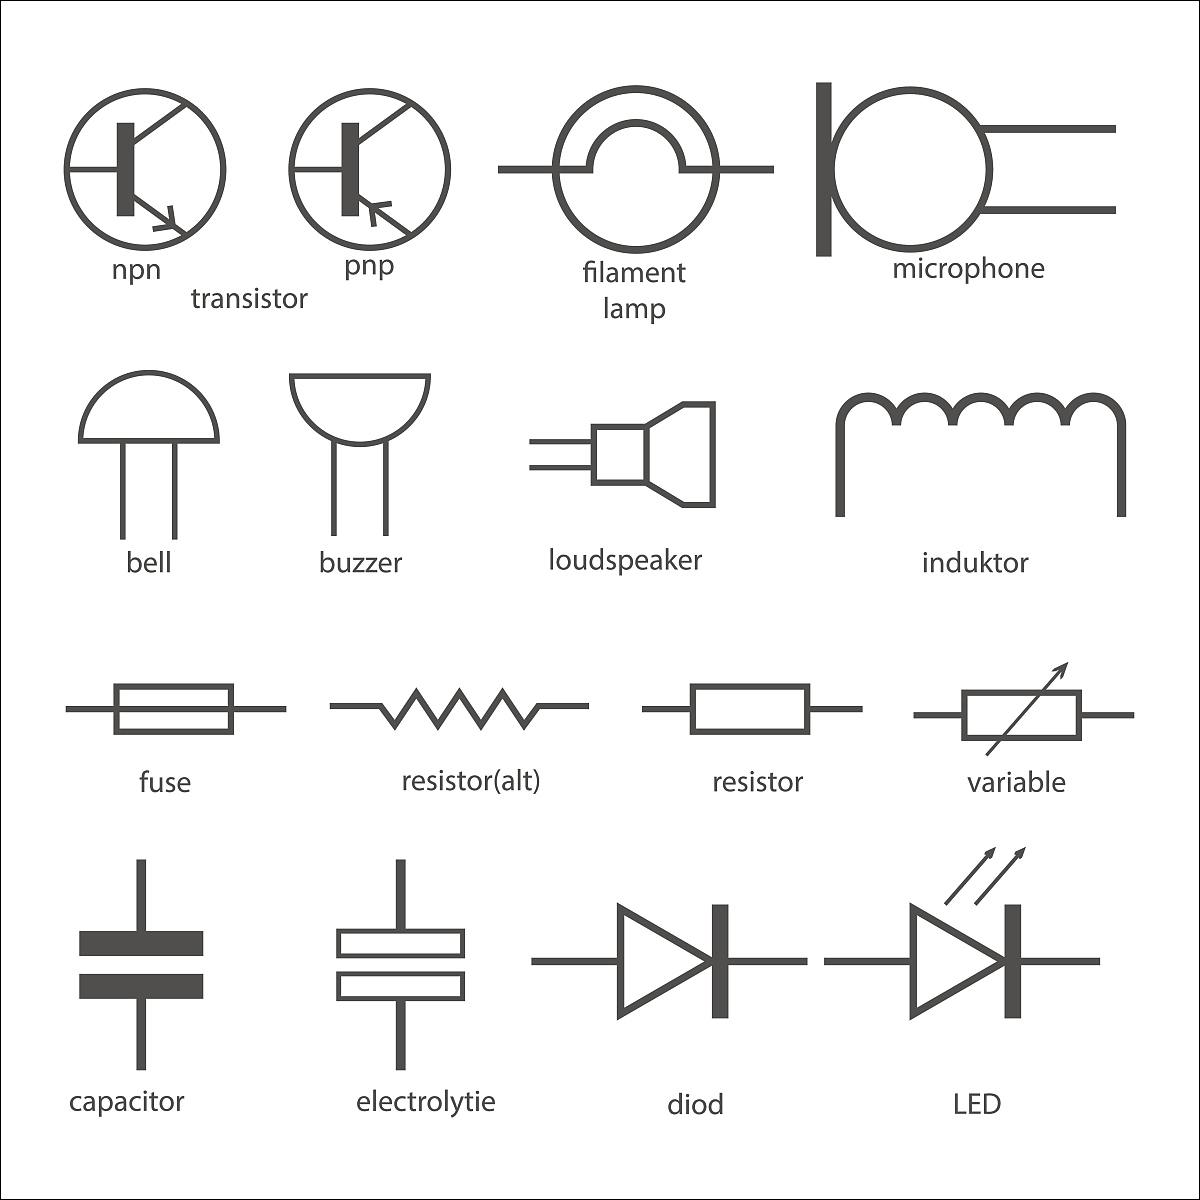 npn
pnp
transistor
filament
lamp
microphone
bell
buzzer
loudspeaker
induktor
fuse
resistor(alt)
resistor
variable
capacitor
electrolytie
diod
LED